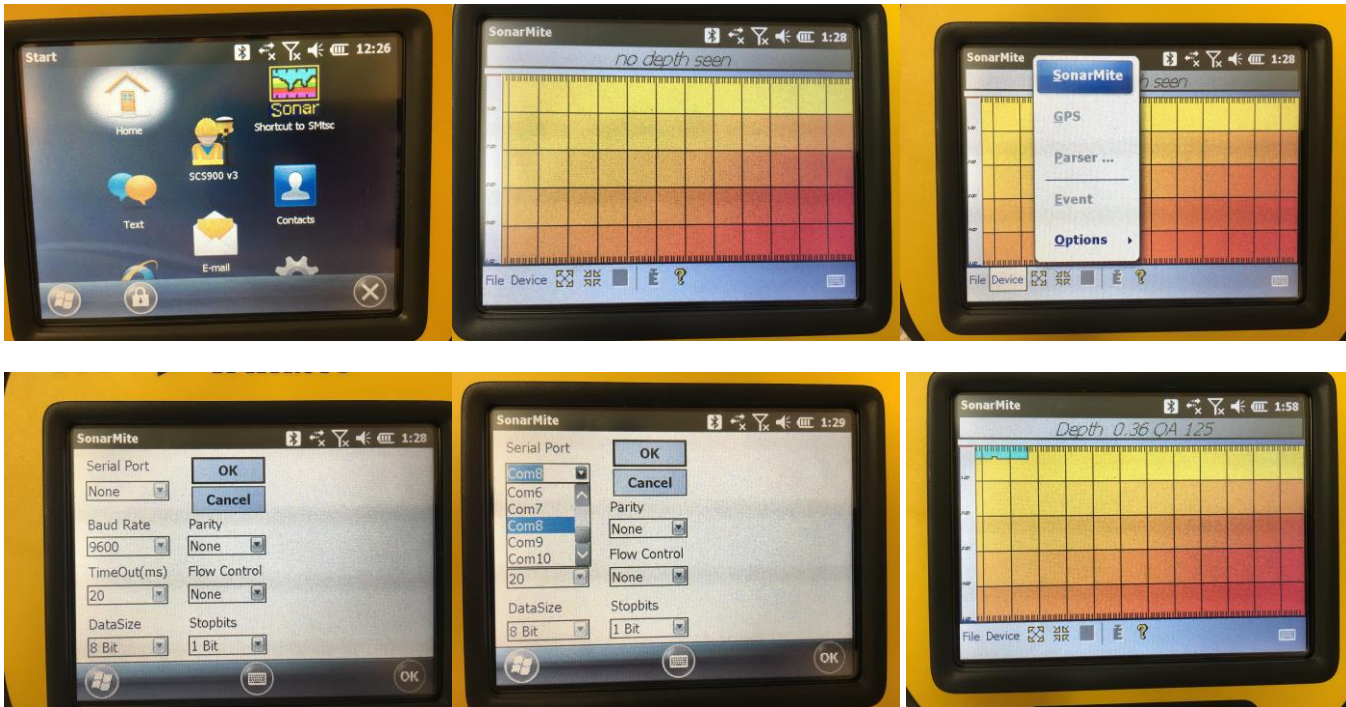 Start
12:26
Home
Sonar
Shortcut to SMtsc
SCS900 v3
Text
Contacts
E-mail
SonarMite
1:28
no depth seen
File Device
SonarMite
1:28
SonarMite
h seen
GPS
Parser ...
Event
Options
File Device
SonarMite
1:28
Serial Port
OK
None
Cancel
Baud Rate
Parity
9600
None
TimeOut(ms)
Flow Control
20
None
DataSize
Stopbits
8 Bit
1 Bit
OK
SonarMite
1:29
Serial Port
OK
Com8
Cancel
Com6
Com7
Parity
Com8
None
Com9
Com10
Flow Control
20
None
DataSize
Stopbits
8 Bit
1 Bit
OK
SonarMite
1:58
Depth 0.36 QA 125
File Device